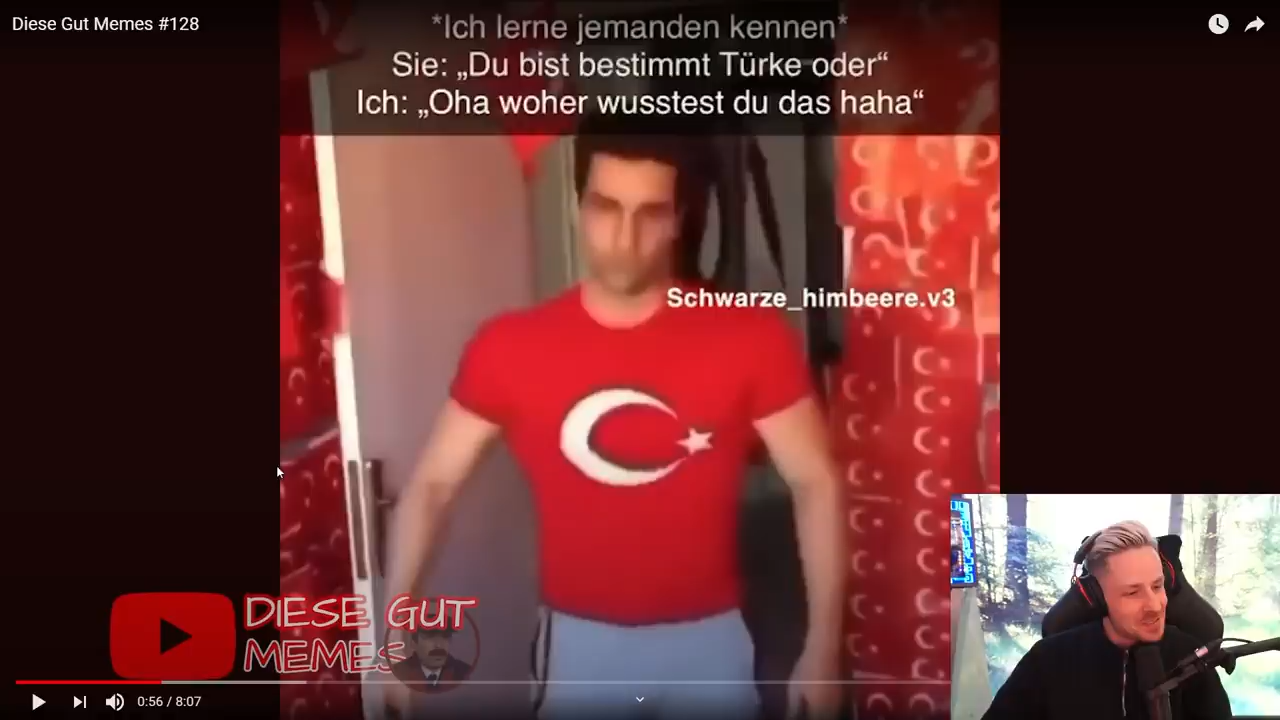 Diese Gut Memes #128
*Ich lerne jemanden kennen*
Sie: „Du bist bestimmt Türke oder“
Ich: „Oha woher wusstest du das haha“
Schwarze_himbeere.v3
DIESE GUT
MEMES
0:56 / 8:07